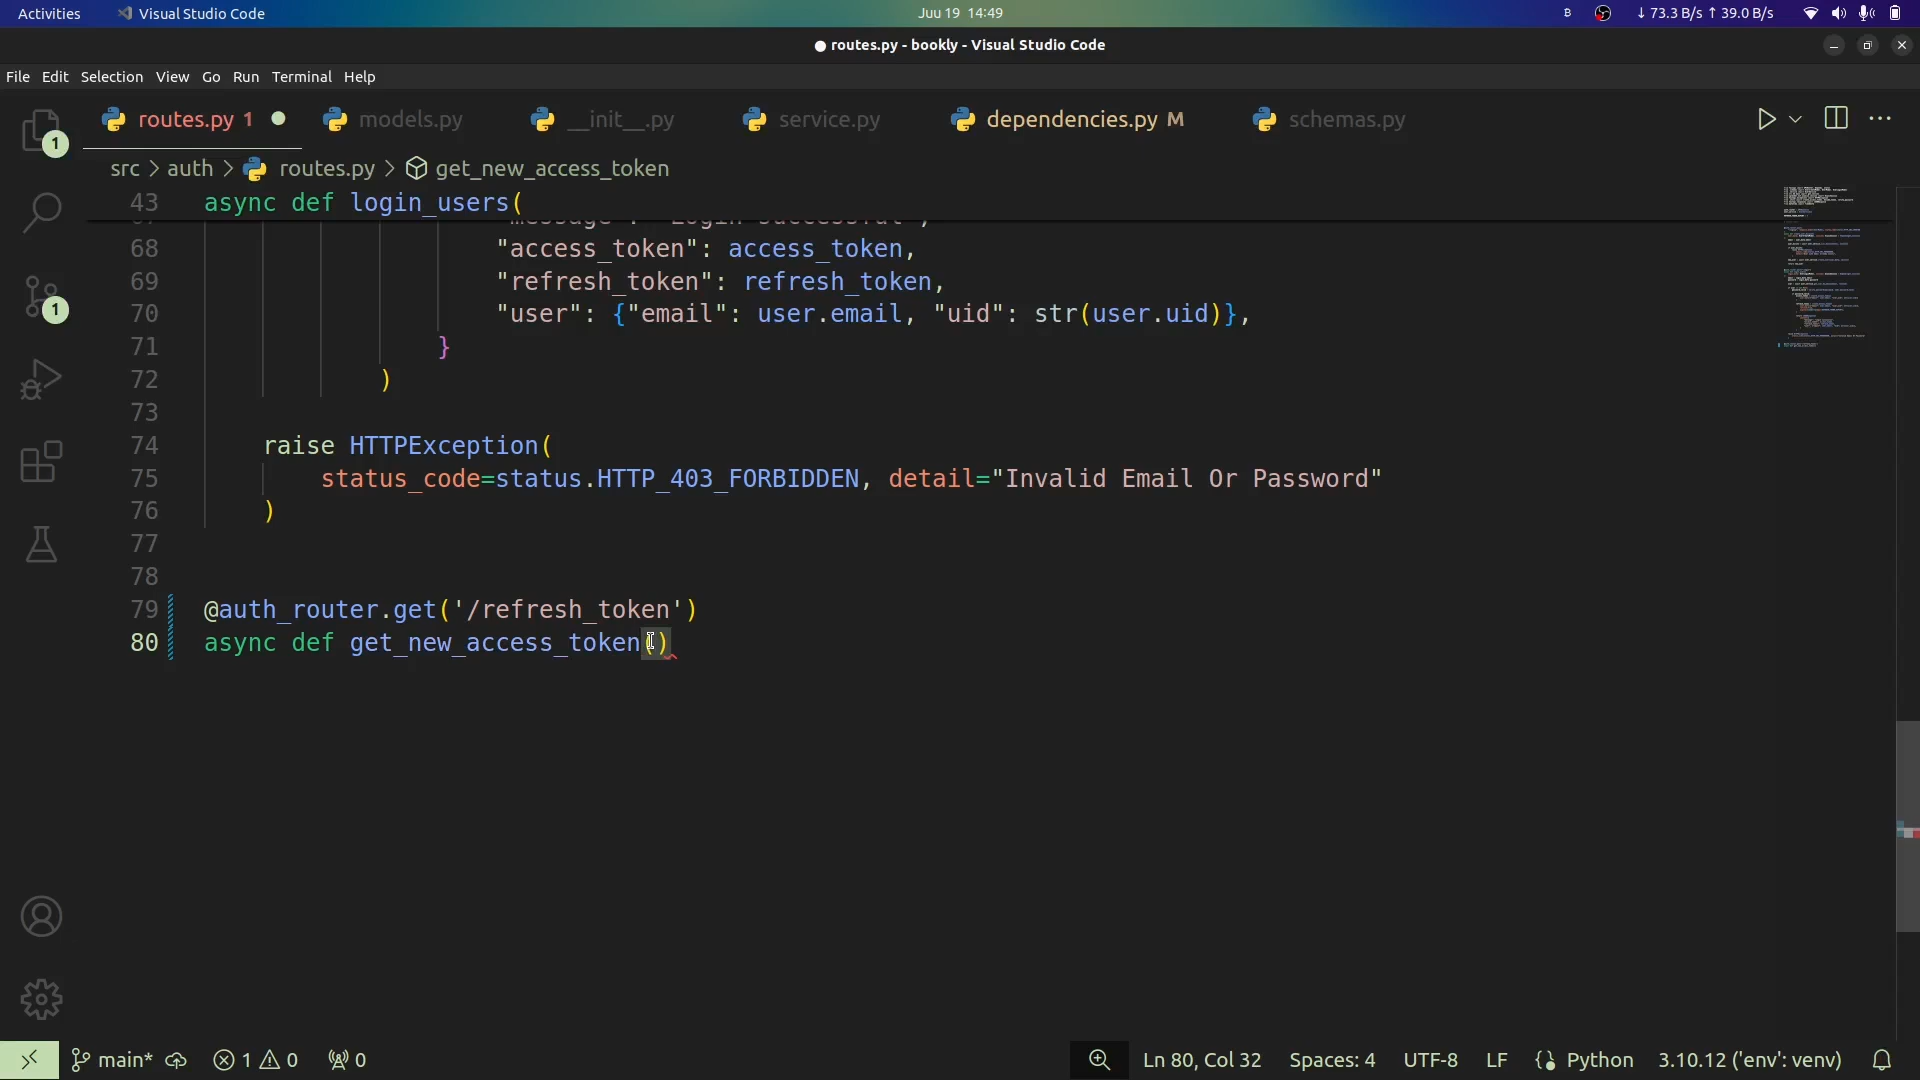 Activities
Visual Studio Code
Juu 19 14:49
↓ 73.3 B/s ↑ 39.0 B/s
● routes.py - bookly - Visual Studio Code
File Edit Selection View Go Run Terminal Help
routes.py 1
models.py
__init__.py
service.py
dependencies.py M
schemas.py
src > auth > routes.py > get_new_access_token
43 async def login_users(
68 "access_token": access_token,
69 "refresh_token": refresh_token,
70 "user": {"email": user.email, "uid": str(user.uid)},
71 }
72 )
73
74 raise HTTPException(
75 status_code=status.HTTP_403_FORBIDDEN, detail="Invalid Email Or Password"
76 )
77
78
79 @auth_router.get('/refresh_token')
80 async def get_new_access_token()
1
1
main* 1 0 0
Ln 80, Col 32 Spaces: 4 UTF-8 LF Python 3.10.12 ('env': venv)